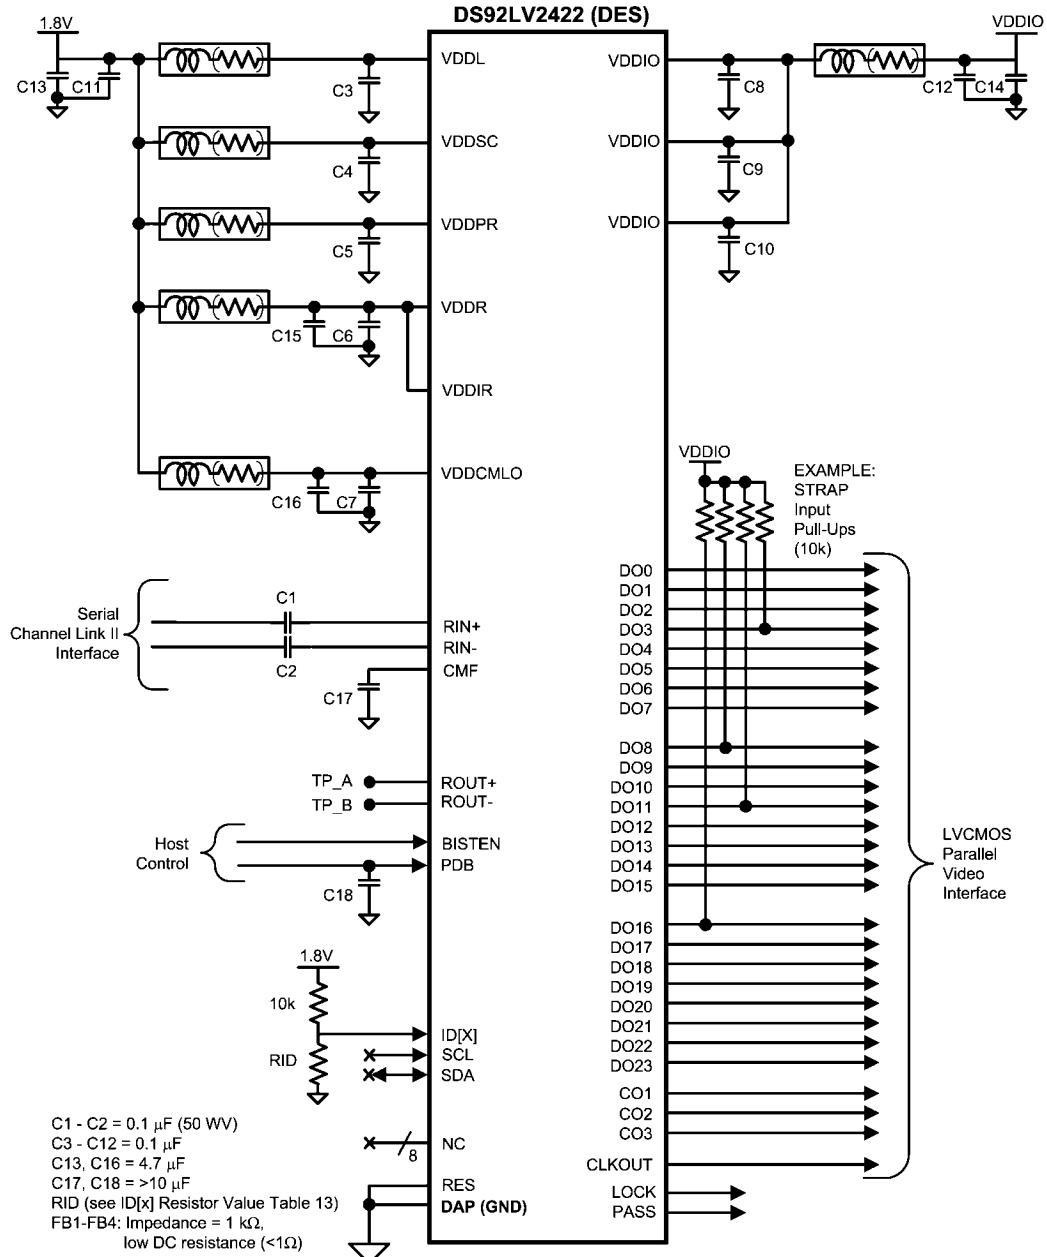 DS92LV2422 (DES)
1.8V
VDDIO
C13
C11
C3
VDDL
VDDIO
C8
C12
C14
C4
VDDSC
VDDIO
C9
C5
VDDPR
VDDIO
C10
C15
C6
VDDR
VDDIR
C16
C7
VDDCMLO
VDDIO
EXAMPLE:
STRAP
Input
Pull-Ups
(10k)
Serial
Channel Link II
Interface
C1
C2
RIN+
RIN-
CMF
C17
TP_A
TP_B
ROUT+
ROUT-
Host
Control
BISTEN
PDB
C18
1.8V
10k
RID
ID[X]
SCL
SDA
NC
8
RES
DAP (GND)
DO0
DO1
DO2
DO3
DO4
DO5
DO6
DO7
DO8
DO9
DO10
DO11
DO12
DO13
DO14
DO15
DO16
DO17
DO18
DO19
DO20
DO21
DO22
DO23
CO1
CO2
CO3
CLKOUT
LOCK
PASS
LVCMOS
Parallel
Video
Interface
C1 - C2 = 0.1 μF (50 WV)
C3 - C12 = 0.1 μF
C13, C16 = 4.7 μF
C17, C18 = >10 μF
RID (see ID[x] Resistor Value Table 13)
FB1-FB4: Impedance = 1 kΩ,
low DC resistance (<1Ω)